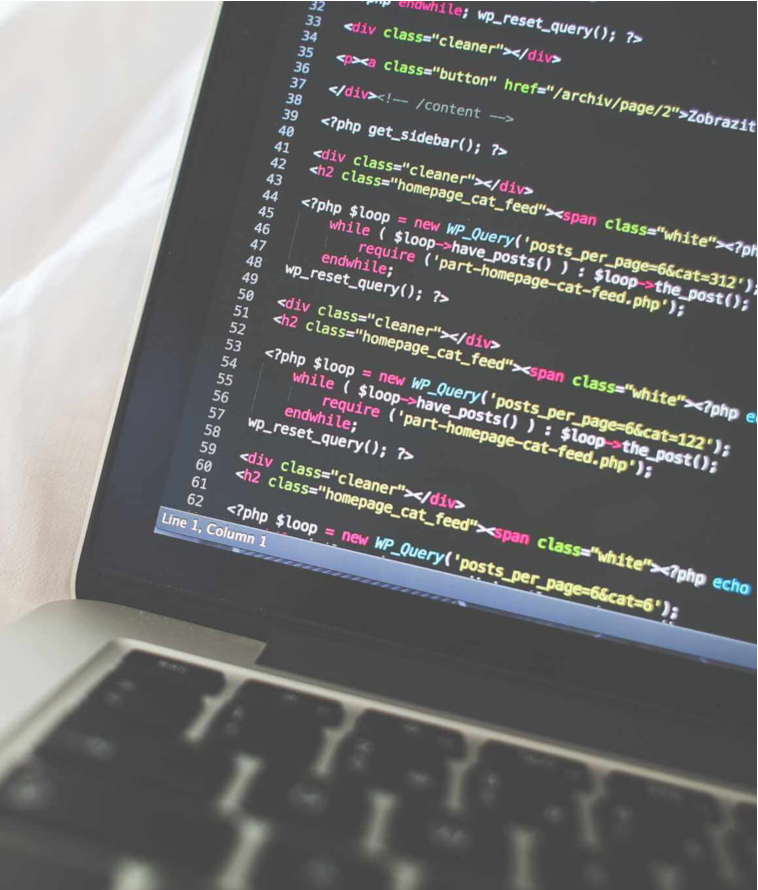 32 endwhile; wp_reset_query(); ?>
33
34 <div class="cleaner"></div>
35
36 <p><a class="button" href="/archiv/page/2">Zobrazit
37
38 </div><!-- /content -->
39
40 <?php get_sidebar(); ?>
41
42 <div class="cleaner"></div>
43 <h2 class="homepage_cat_feed"><span class="white"><?ph
44
45 <?php $loop = new WP_Query('posts_per_page=6&cat=312');
46 while ( $loop->have_posts() ) : $loop->the_post();
47 require ('part-homepage-cat-feed.php');
48 endwhile;
49 wp_reset_query(); ?>
50
51 <div class="cleaner"></div>
52 <h2 class="homepage_cat_feed"><span class="white"><?php e
53
54 <?php $loop = new WP_Query('posts_per_page=6&cat=122');
55 while ( $loop->have_posts() ) : $loop->the_post();
56 require ('part-homepage-cat-feed.php');
57 endwhile;
58 wp_reset_query(); ?>
59
60 <div class="cleaner"></div>
61 <h2 class="homepage_cat_feed"><span class="white"><?php echo
62
<?php $loop = new WP_Query('posts_per_page=6&cat=6');
Line 1, Column 1